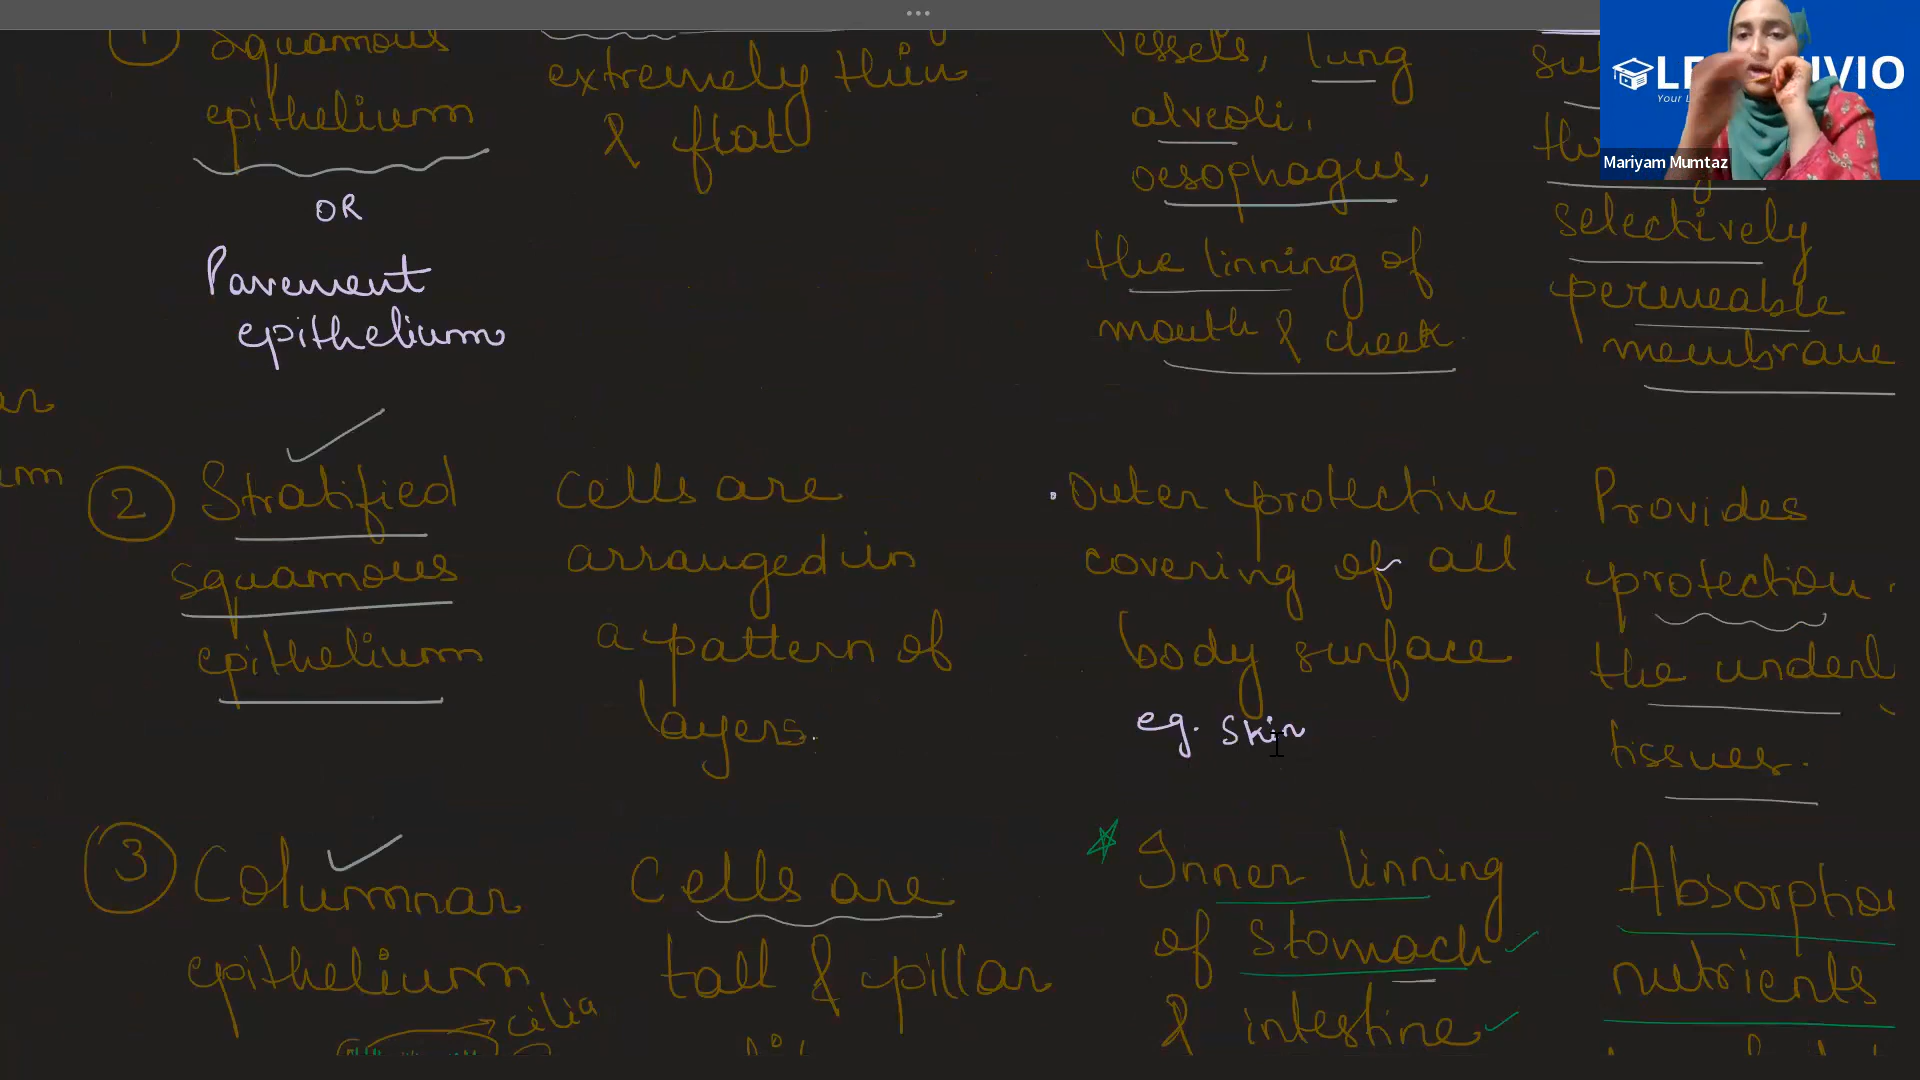 ①
Squamous
epithelium
OR
Pavement
epithelium
extremely thin
& flat
vessels, lung
alveoli,
oesophagus,
the linning of
mouth & cheek.
selectively
permeable
membrane
② Stratified
squamous
epithelium
Cells are
arranged in
a pattern of
layers.
Outer protective
covering of all
body surface
eg. Skin
Provides
protection
the underl
tissues.
③ Columnar
epithelium
cilia
Cells are
tall & pillar
Inner linning
of stomach
& intestine
Absorption
nutrients
Mariyam Mumtaz